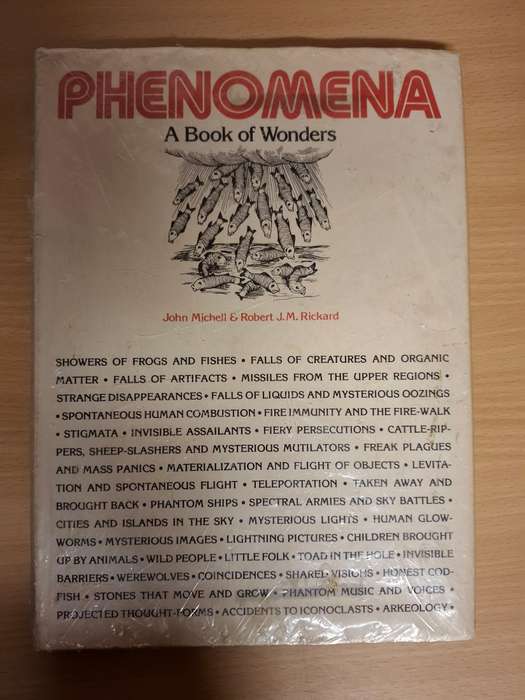 PHENOMENA
A Book of Wonders
John Michell & Robert J.M. Rickard
SHOWERS OF FROGS AND FISHES • FALLS OF CREATURES AND ORGANIC
MATTER • FALLS OF ARTIFACTS • MISSILES FROM THE UPPER REGIONS •
STRANGE DISAPPEARANCES • FALLS OF LIQUIDS AND MYSTERIOUS OOZINGS
• SPONTANEOUS HUMAN COMBUSTION • FIRE IMMUNITY AND THE FIRE-WALK
• STIGMATA • INVISIBLE ASSAILANTS • FIERY PERSECUTIONS • CATTLE-RIP-
PERS, SHEEP-SLASHERS AND MYSTERIOUS MUTILATORS • FREAK PLAGUES
AND MASS PANICS • MATERIALIZATION AND FLIGHT OF OBJECTS • LEVITA-
TION AND SPONTANEOUS FLIGHT • TELEPORTATION • TAKEN AWAY AND
BROUGHT BACK • PHANTOM SHIPS • SPECTRAL ARMIES AND SKY BATTLES •
CITIES AND ISLANDS IN THE SKY • MYSTERIOUS LIGHTS • HUMAN GLOW-
WORMS • MYSTERIOUS IMAGES • LIGHTNING PICTURES • CHILDREN BROUGHT
UP BY ANIMALS • WILD PEOPLE • LITTLE FOLK • TOAD IN THE HOLE • INVISIBLE
BARRIERS • WEREWOLVES • COINCIDENCES • SHARED VISIONS • HONEST COD-
FISH • STONES THAT MOVE AND GROW • PHANTOM MUSIC AND VOICES •
PROJECTED THOUGHT-FORMS • ACCIDENTS TO ICONOCLASTS • ARKEOLOGY •